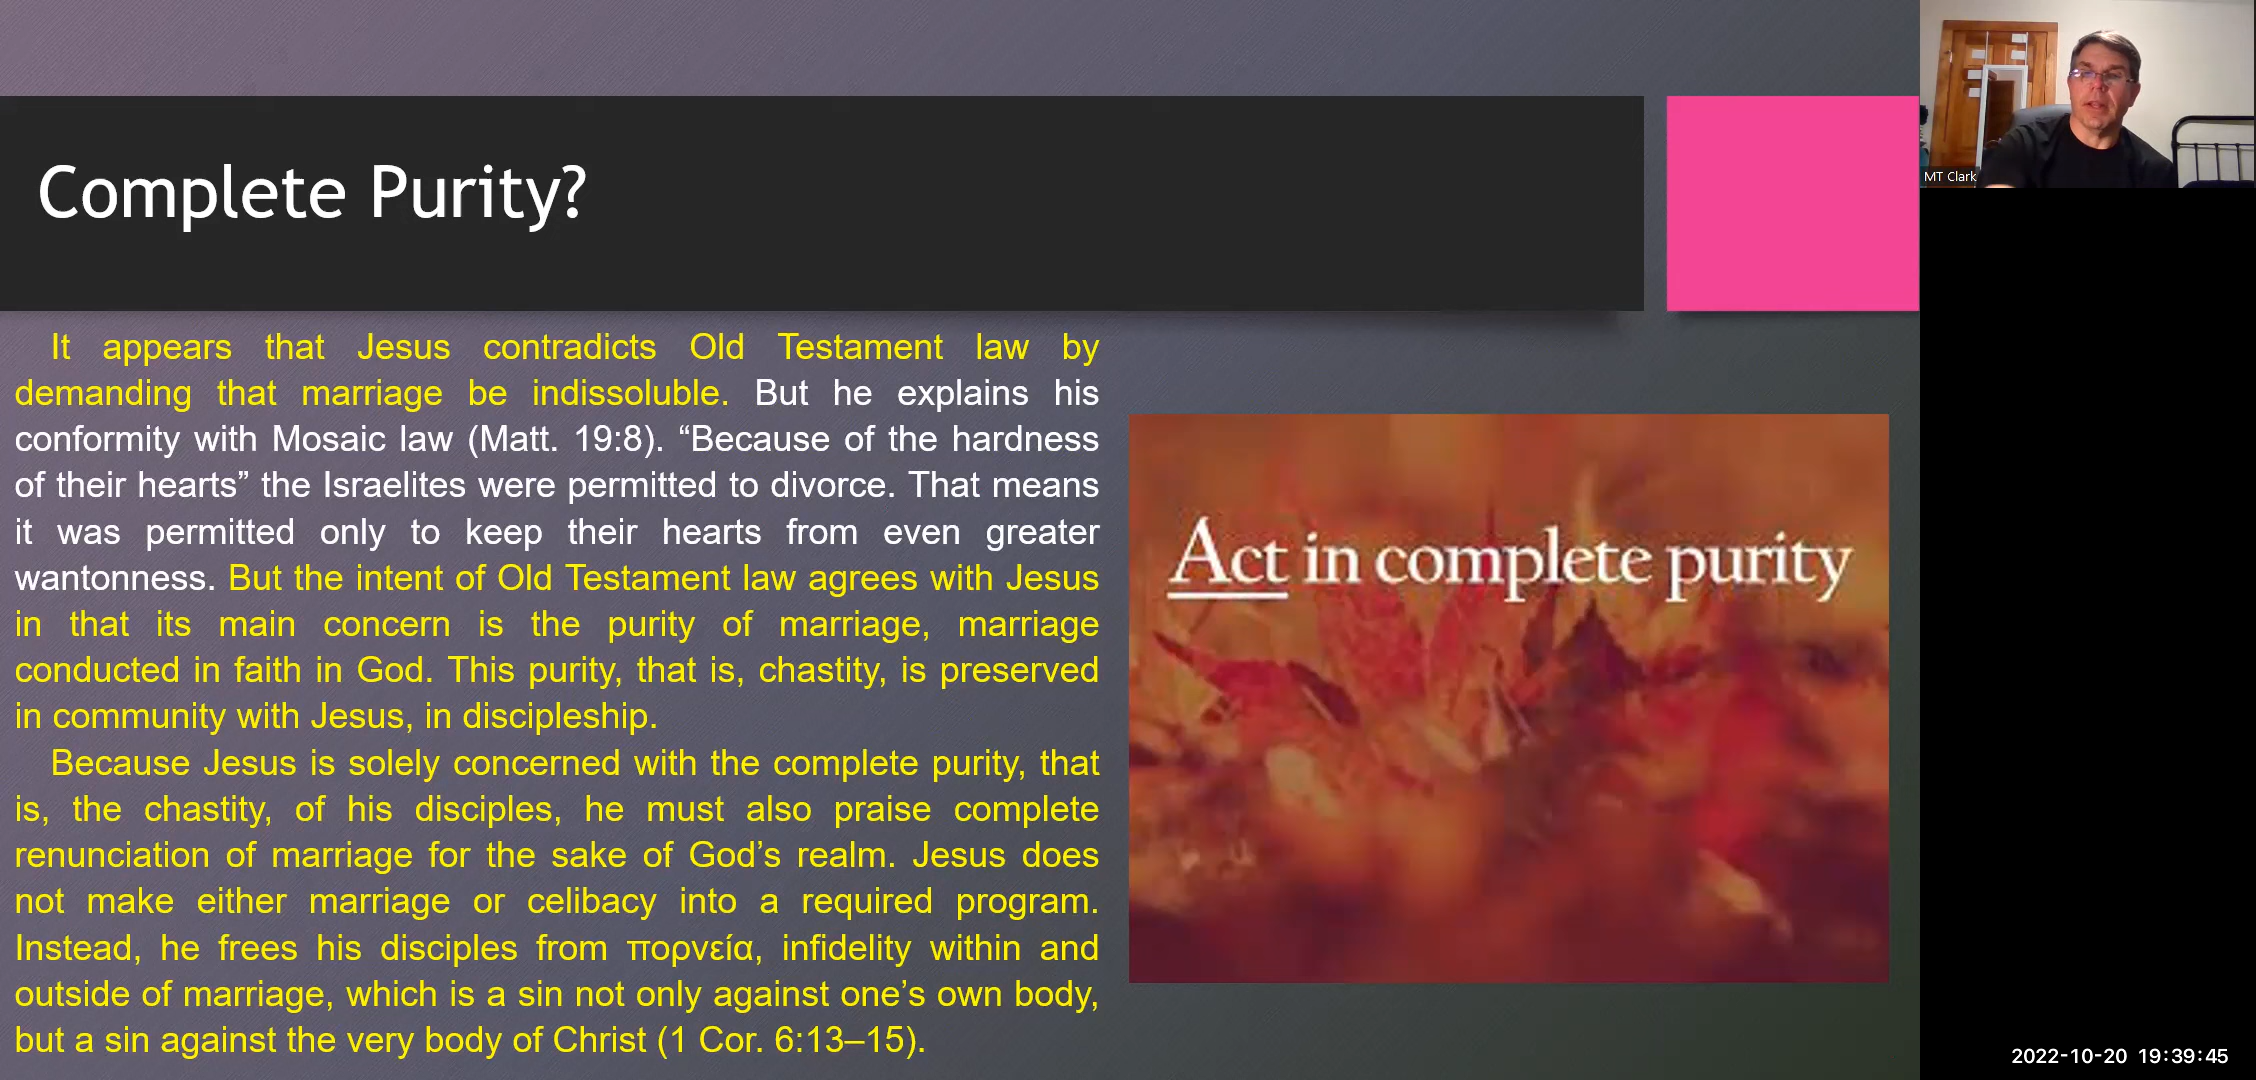 Complete Purity?
It appears that Jesus contradicts Old Testament law by
demanding that marriage be indissoluble. But he explains his
conformity with Mosaic law (Matt. 19:8). “Because of the hardness
of their hearts” the Israelites were permitted to divorce. That means
it was permitted only to keep their hearts from even greater
wantonness. But the intent of Old Testament law agrees with Jesus
in that its main concern is the purity of marriage, marriage
conducted in faith in God. This purity, that is, chastity, is preserved
in community with Jesus, in discipleship.
Because Jesus is solely concerned with the complete purity, that
is, the chastity, of his disciples, he must also praise complete
renunciation of marriage for the sake of God’s realm. Jesus does
not make either marriage or celibacy into a required program.
Instead, he frees his disciples from πορνεία, infidelity within and
outside of marriage, which is a sin not only against one’s own body,
but a sin against the very body of Christ (1 Cor. 6:13–15).
Act in complete purity
MT Clark
2022-10-20 19:39:45